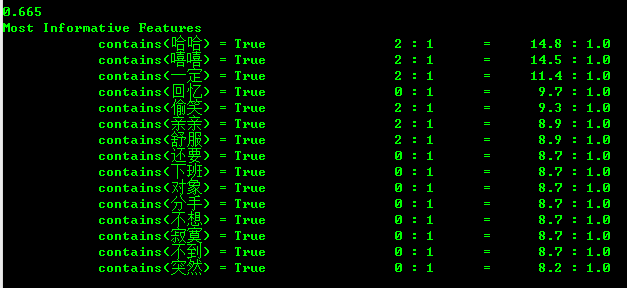 0.665
Most Informative Features
contains(哈哈) = True 2 : 1 = 14.8 : 1.0
contains(嘻嘻) = True 2 : 1 = 14.5 : 1.0
contains(一定) = True 2 : 1 = 11.4 : 1.0
contains(回忆) = True 0 : 1 = 9.7 : 1.0
contains(偷笑) = True 2 : 1 = 9.3 : 1.0
contains(亲亲) = True 2 : 1 = 8.9 : 1.0
contains(舒服) = True 2 : 1 = 8.9 : 1.0
contains(还要) = True 0 : 1 = 8.7 : 1.0
contains(下班) = True 0 : 1 = 8.7 : 1.0
contains(对象) = True 0 : 1 = 8.7 : 1.0
contains(分手) = True 0 : 1 = 8.7 : 1.0
contains(不想) = True 0 : 1 = 8.7 : 1.0
contains(寂寞) = True 0 : 1 = 8.7 : 1.0
contains(不到) = True 0 : 1 = 8.7 : 1.0
contains(突然) = True 0 : 1 = 8.2 : 1.0